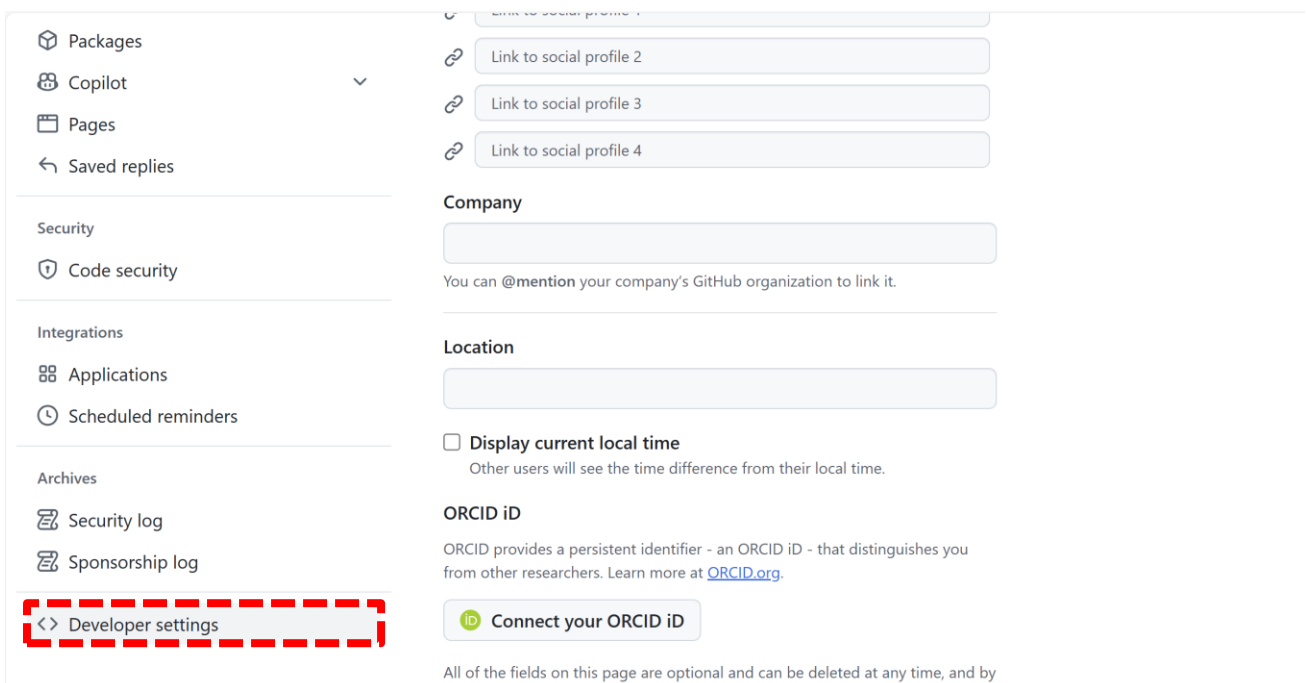 Packages
Copilot
Pages
Saved replies
Security
Code security
Integrations
Applications
Scheduled reminders
Archives
Security log
Sponsorship log
Developer settings
Link to social profile 1
Link to social profile 2
Link to social profile 3
Link to social profile 4
Company
You can @mention your company's GitHub organization to link it.
Location
Display current local time
Other users will see the time difference from their local time.
ORCID iD
ORCID provides a persistent identifier - an ORCID iD - that distinguishes you
from other researchers. Learn more at ORCID.org.
iD Connect your ORCID iD
All of the fields on this page are optional and can be deleted at any time, and by